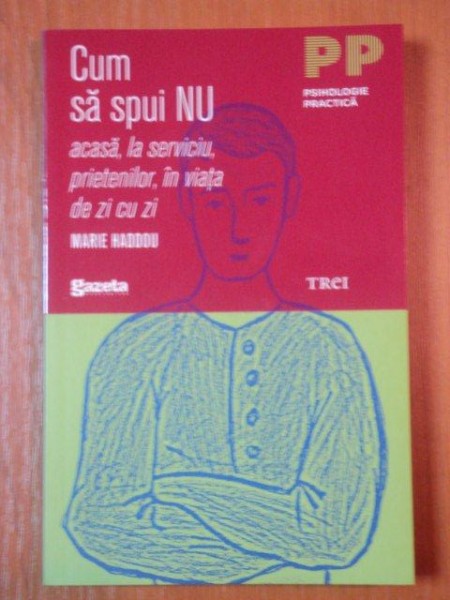 Cum
să spui NU
acasă, la serviciu,
prietenilor, în viața
de zi cu zi
MARIE HADDOU
PP
PSIHOLOGIE
PRACTICĂ
gazeta
TREI